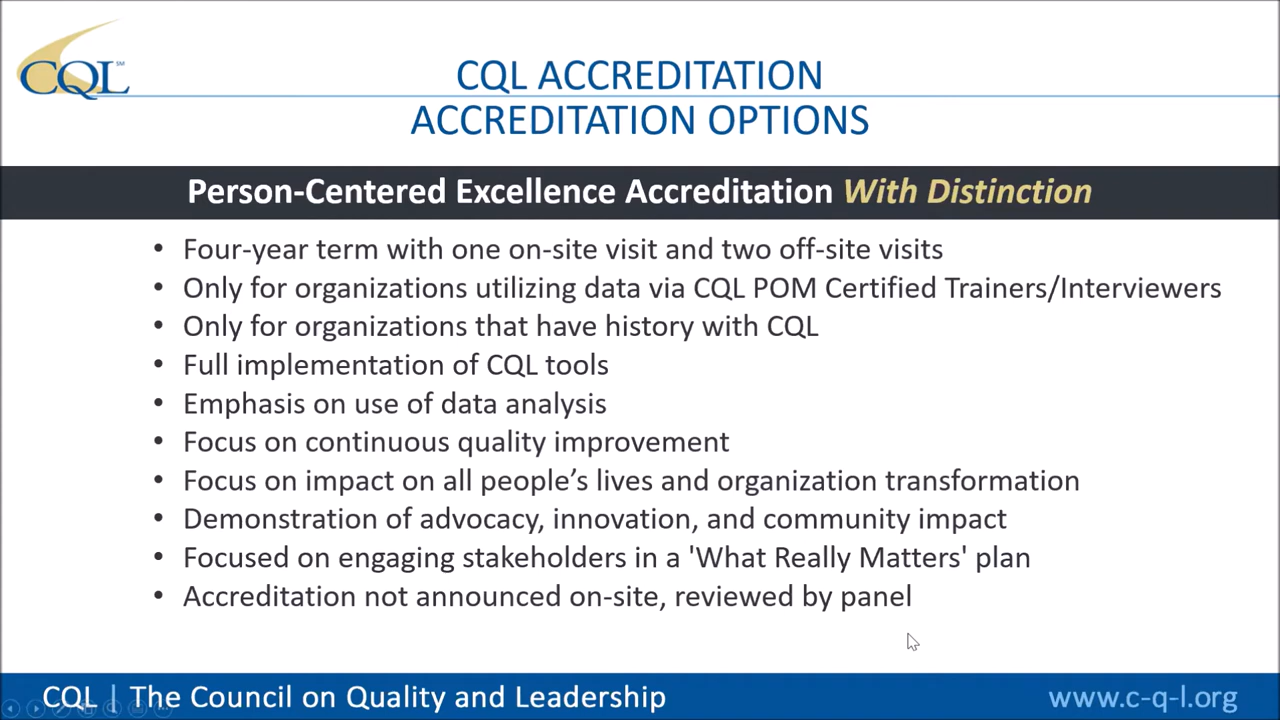 CQL SM
CQL ACCREDITATION
ACCREDITATION OPTIONS
Person-Centered Excellence Accreditation With Distinction
• Four-year term with one on-site visit and two off-site visits
• Only for organizations utilizing data via CQL POM Certified Trainers/Interviewers
• Only for organizations that have history with CQL
• Full implementation of CQL tools
• Emphasis on use of data analysis
• Focus on continuous quality improvement
• Focus on impact on all people’s lives and organization transformation
• Demonstration of advocacy, innovation, and community impact
• Focused on engaging stakeholders in a 'What Really Matters' plan
• Accreditation not announced on-site, reviewed by panel
CQL | The Council on Quality and Leadership
www.c-q-l.org